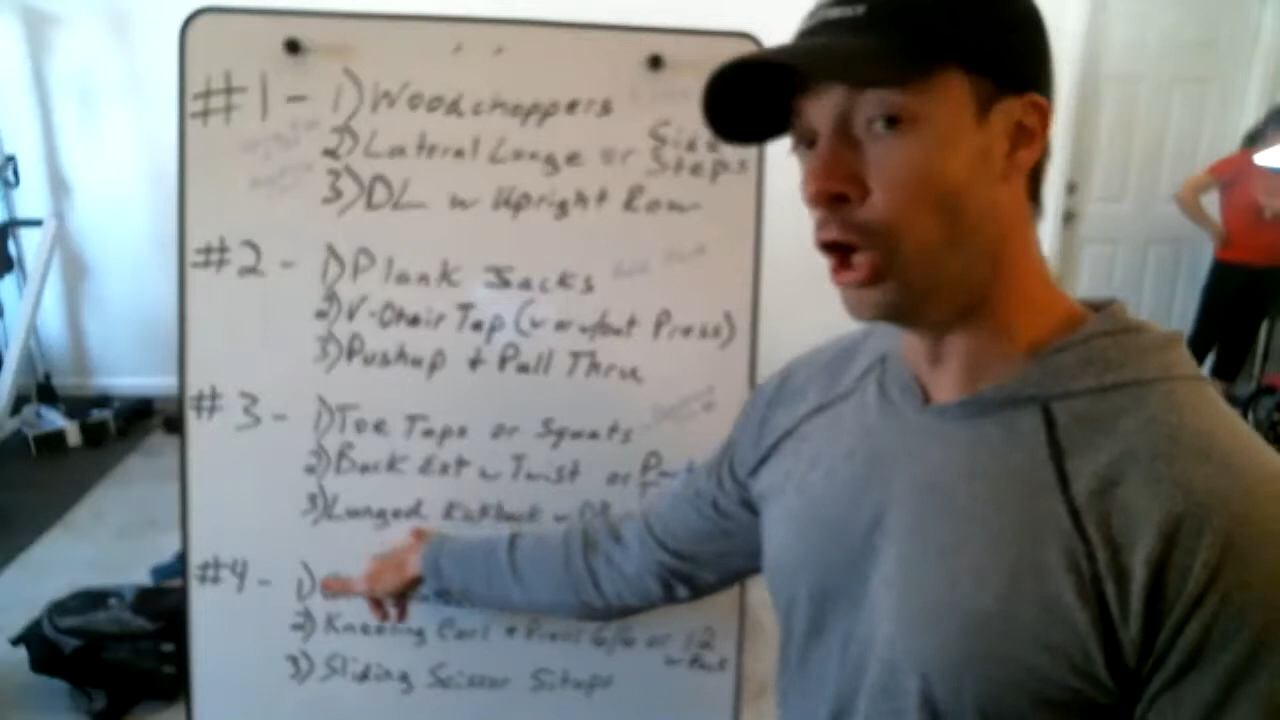 #1 - 1) Woodchoppers
2) Lateral Lunge or Side Steps
3) DL w Upright Row
#2 - 1) Plank Jacks
2) V-Chair Tap (w or w/out Press)
3) Pushup + Pull Thru
#3 - 1) Toe Taps or Squats
2) Back Ext w Twist or
3) Lunged Kickback w
#4 - 1)
2) Kneeling Curl + Press 6/6 or 12
3) Sliding Scissor Situps